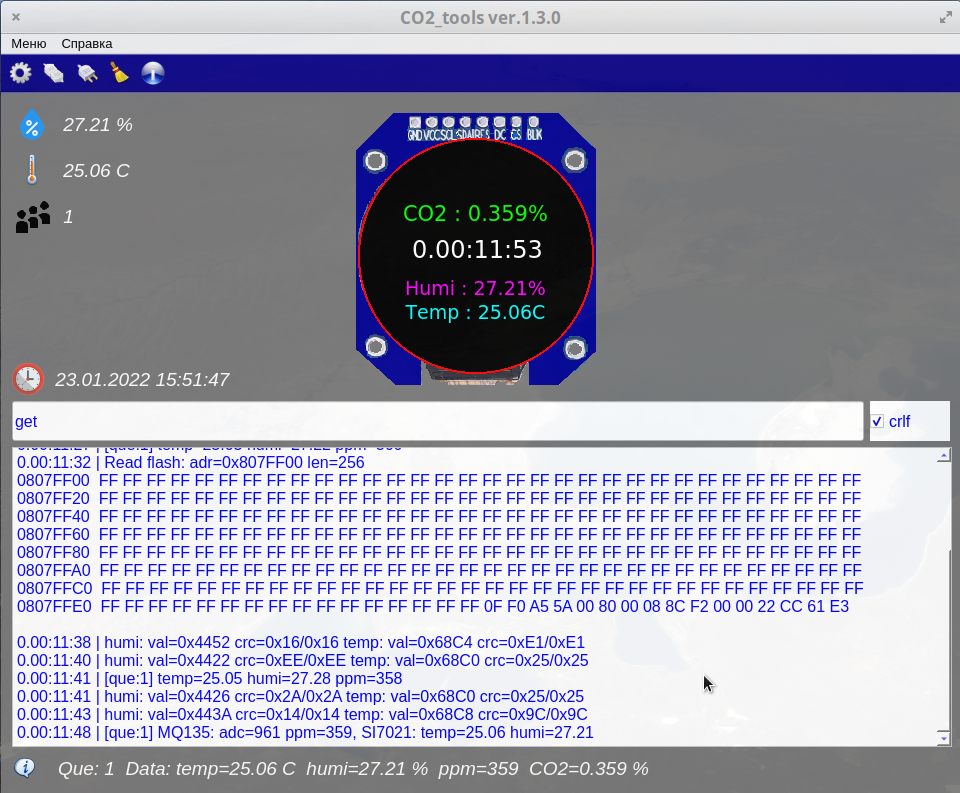 CO2_tools ver.1.3.0
Меню Справка
27.21 %
25.06 C
1
GND VCC SCL SDA RES DC CS BLK
CO2 : 0.359%
0.00:11:53
Humi : 27.21%
Temp : 25.06C
23.01.2022 15:51:47
get
crlf
0.00:11:32 | Read flash: adr=0x807FF00 len=256
0807FF00 FF FF FF FF FF FF FF FF FF FF FF FF FF FF FF FF FF FF FF FF FF FF FF FF FF FF FF FF FF FF FF FF
0807FF20 FF FF FF FF FF FF FF FF FF FF FF FF FF FF FF FF FF FF FF FF FF FF FF FF FF FF FF FF FF FF FF FF
0807FF40 FF FF FF FF FF FF FF FF FF FF FF FF FF FF FF FF FF FF FF FF FF FF FF FF FF FF FF FF FF FF FF FF
0807FF60 FF FF FF FF FF FF FF FF FF FF FF FF FF FF FF FF FF FF FF FF FF FF FF FF FF FF FF FF FF FF FF FF
0807FF80 FF FF FF FF FF FF FF FF FF FF FF FF FF FF FF FF FF FF FF FF FF FF FF FF FF FF FF FF FF FF FF FF
0807FFA0 FF FF FF FF FF FF FF FF FF FF FF FF FF FF FF FF FF FF FF FF FF FF FF FF FF FF FF FF FF FF FF FF
0807FFC0 FF FF FF FF FF FF FF FF FF FF FF FF FF FF FF FF FF FF FF FF FF FF FF FF FF FF FF FF FF FF FF FF
0807FFE0 FF FF FF FF FF FF FF FF FF FF FF FF FF FF FF FF 0F F0 A5 5A 00 80 00 08 8C F2 00 00 22 CC 61 E3
0.00:11:38 | humi: val=0x4452 crc=0x16/0x16 temp: val=0x68C4 crc=0xE1/0xE1
0.00:11:40 | humi: val=0x4422 crc=0xEE/0xEE temp: val=0x68C0 crc=0x25/0x25
0.00:11:41 | [que:1] temp=25.05 humi=27.28 ppm=358
0.00:11:41 | humi: val=0x4426 crc=0x2A/0x2A temp: val=0x68C0 crc=0x25/0x25
0.00:11:43 | humi: val=0x443A crc=0x14/0x14 temp: val=0x68C8 crc=0x9C/0x9C
0.00:11:48 | [que:1] MQ135: adc=961 ppm=359, SI7021: temp=25.06 humi=27.21
Que: 1 Data: temp=25.06 C humi=27.21 % ppm=359 CO2=0.359 %